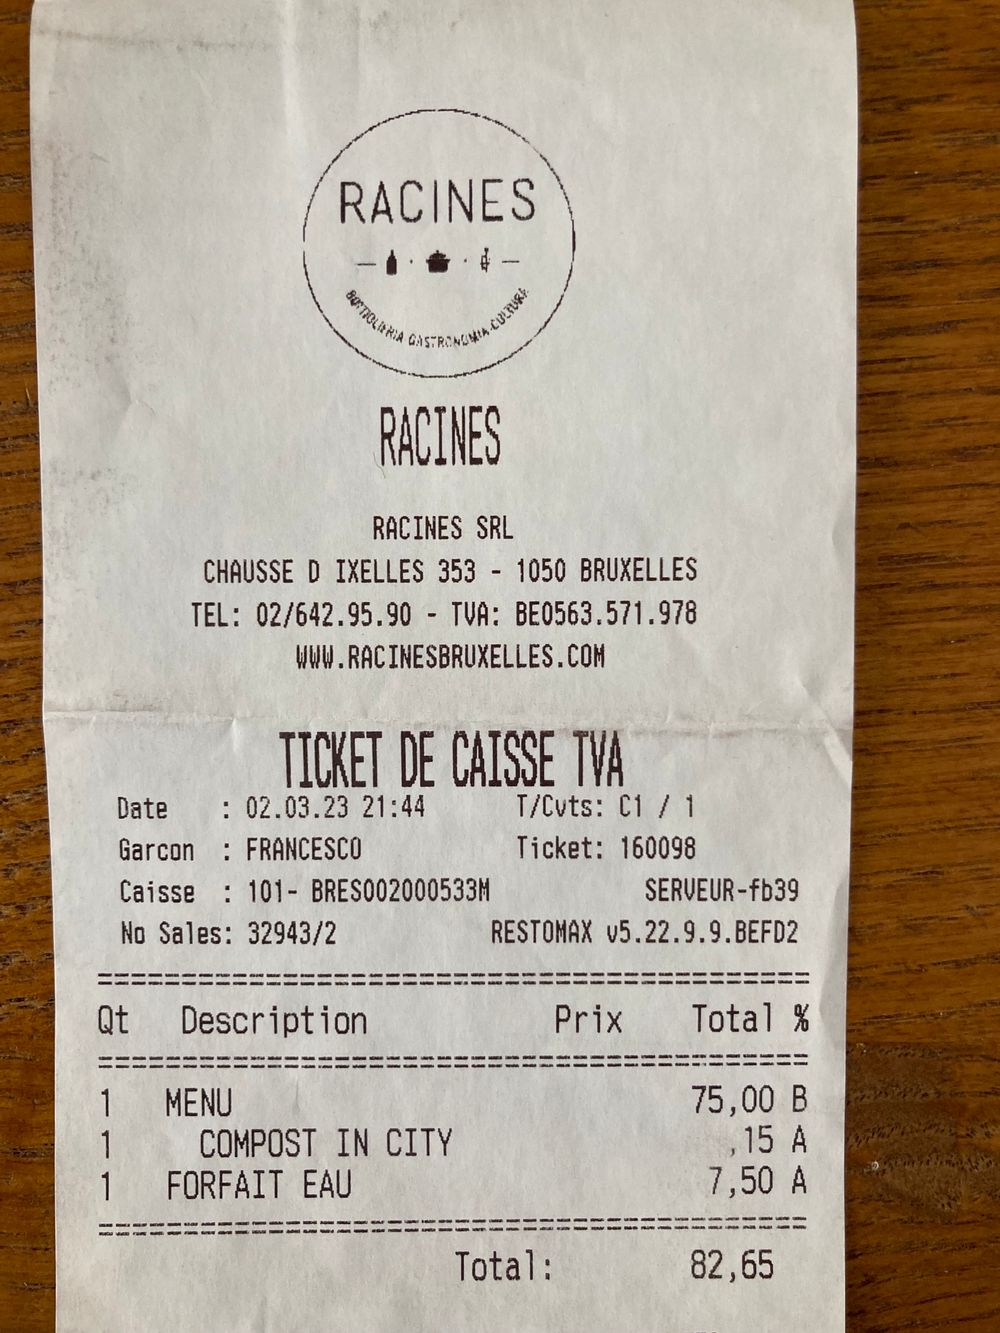 RACINES
BOTTIGLIERIA GASTRONOMIA CULTURA
RACINES
RACINES SRL
CHAUSSE D IXELLES 353 - 1050 BRUXELLES
TEL: 02/642.95.90 - TVA: BE0563.571.978
WWW.RACINESBRUXELLES.COM
TICKET DE CAISSE TVA
Date : 02.03.23 21:44 T/Cvts: C1 / 1
Garcon : FRANCESCO Ticket: 160098
Caisse : 101- BRES002000533M SERVEUR-fb39
No Sales: 32943/2 RESTOMAX v5.22.9.9.BEFD2
Qt Description Prix Total %
1 MENU 75,00 B
1 COMPOST IN CITY ,15 A
1 FORFAIT EAU 7,50 A
Total: 82,65